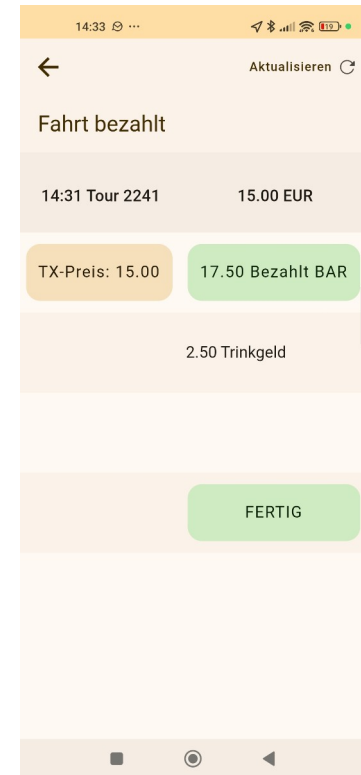 14:33 ...
19
Aktualisieren
Fahrt bezahlt
14:31 Tour 2241 15.00 EUR
TX-Preis: 15.00 17.50 Bezahlt BAR
2.50 Trinkgeld
FERTIG